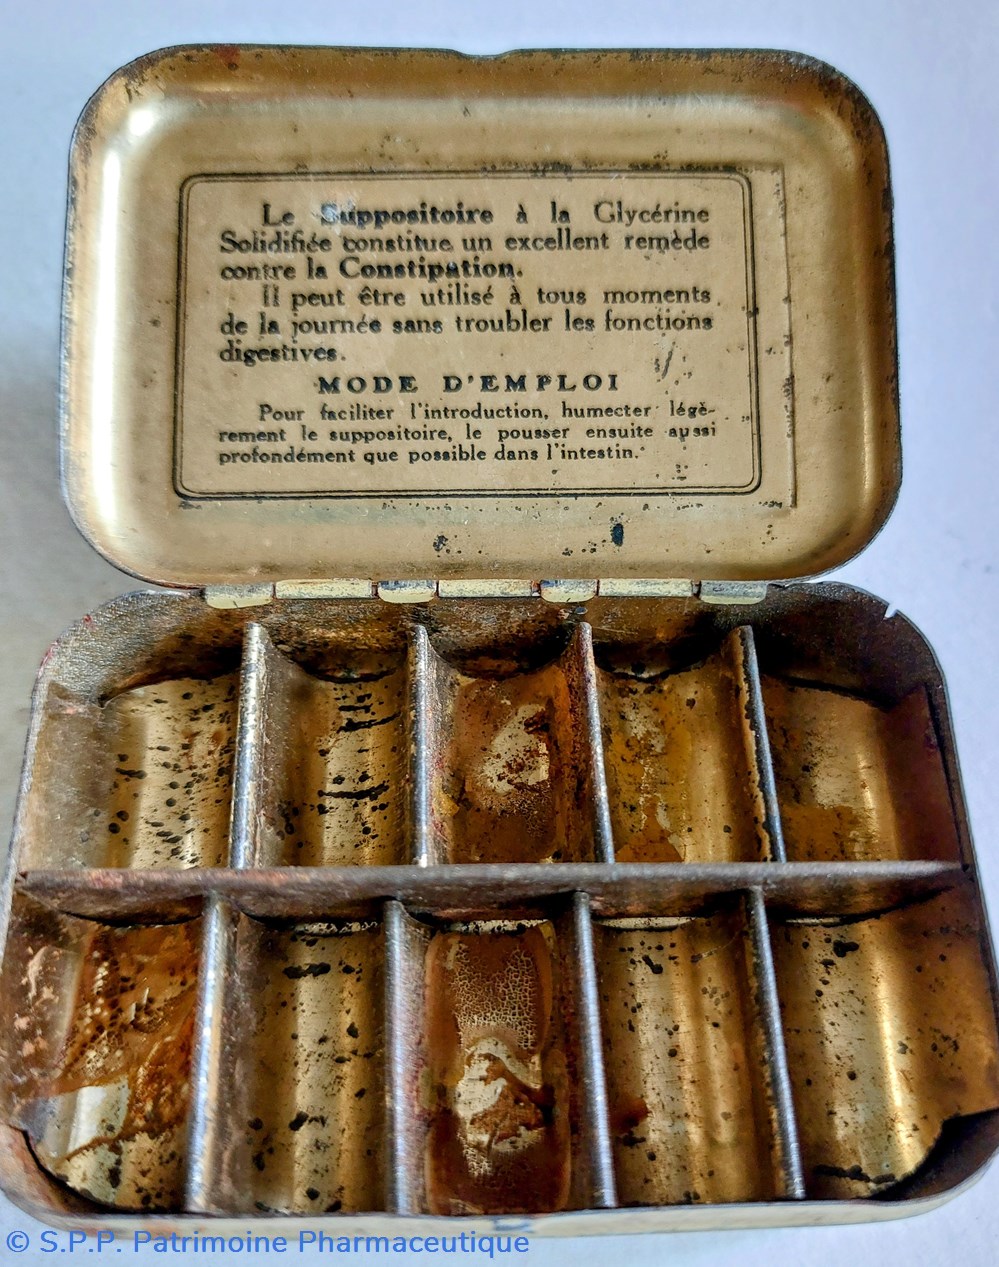 Le Suppositoire à la Glycérine
Solidifiée constitue un excellent remède
contre la Constipation.
Il peut être utilisé à tous moments
de la journée sans troubler les fonctions
digestives.
MODE D'EMPLOI
Pour faciliter l'introduction, humecter légè-
rement le suppositoire, le pousser ensuite aussi
profondément que possible dans l'intestin.
© S.P.P. Patrimoine Pharmaceutique